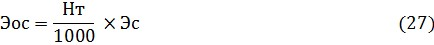 Эос = Нт / 1000 × Эс (27)